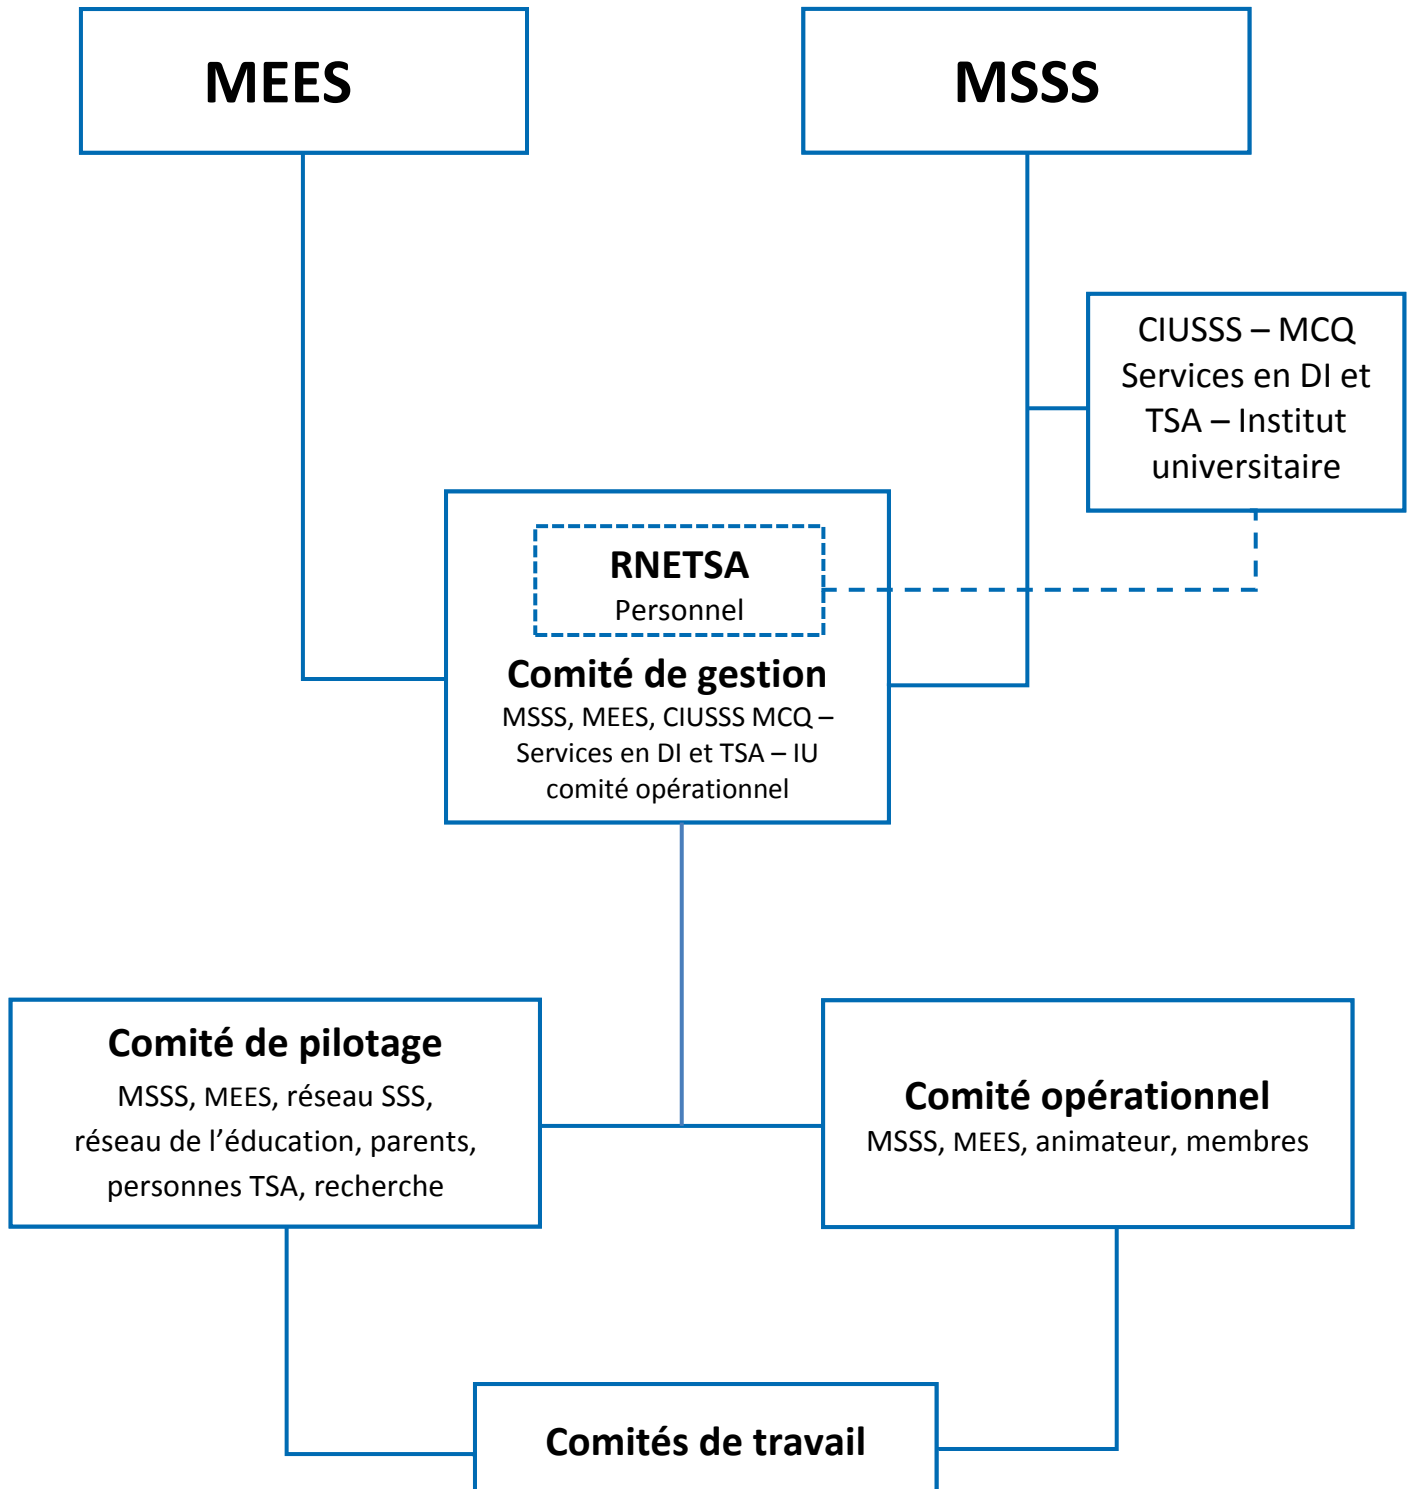 MEES
MSSS
CIUSSS – MCQ
Services en DI et
TSA – Institut
universitaire
RNETSA
Personnel
Comité de gestion
MSSS, MEES, CIUSSS MCQ –
Services en DI et TSA – IU
comité opérationnel
Comité de pilotage
MSSS, MEES, réseau SSS,
réseau de l’éducation, parents,
personnes TSA, recherche
Comité opérationnel
MSSS, MEES, animateur, membres
Comités de travail